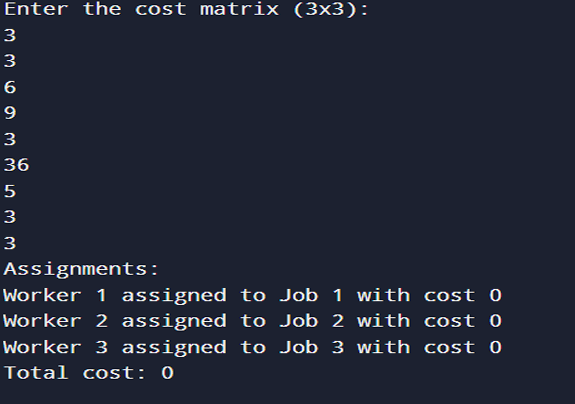 Enter the cost matrix (3x3):
3
3
6
9
3
36
5
3
3
Assignments:
Worker 1 assigned to Job 1 with cost 0
Worker 2 assigned to Job 2 with cost 0
Worker 3 assigned to Job 3 with cost 0
Total cost: 0